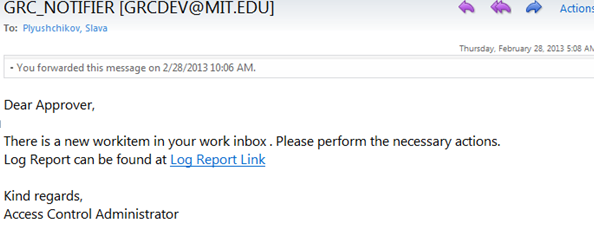 GRC_NOTIFIER [GRCDEV@MIT.EDU]
Actions
To: Plyushchikov, Slava
Thursday, February 28, 2013 5:08 AM
- You forwarded this message on 2/28/2013 10:06 AM.
Dear Approver,
There is a new workitem in your work inbox . Please perform the necessary actions.
Log Report can be found at Log Report Link
Kind regards,
Access Control Administrator